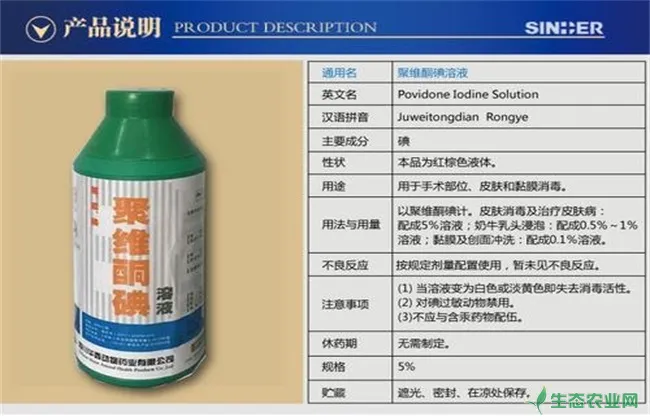 产品说明 PRODUCT DESCRIPTION
聚维酮碘
溶液
通用名 聚维酮碘溶液
英文名 Povidone Iodine Solution
汉语拼音 Juweitongdian Rongye
主要成分 碘
性状 本品为红棕色液体。
用途 用于手术部位、皮肤和黏膜消毒。
用法与用量 以聚维酮碘计。皮肤消毒及治疗皮肤病：
配成5%溶液；奶牛乳头浸泡：配成0.5%~1%
溶液；黏膜及创面冲洗：配成0.1%溶液。
不良反应 按规定剂量配置使用，暂未见不良反应。
注意事项 (1) 当溶液变为白色或淡黄色即失去消毒活性。
(2) 对碘过敏动物禁用。
(3)不应与含汞药物配伍。
休药期 无需制定。
规格 5%
贮藏 遮光、密封、在凉处保存。
生态农业网